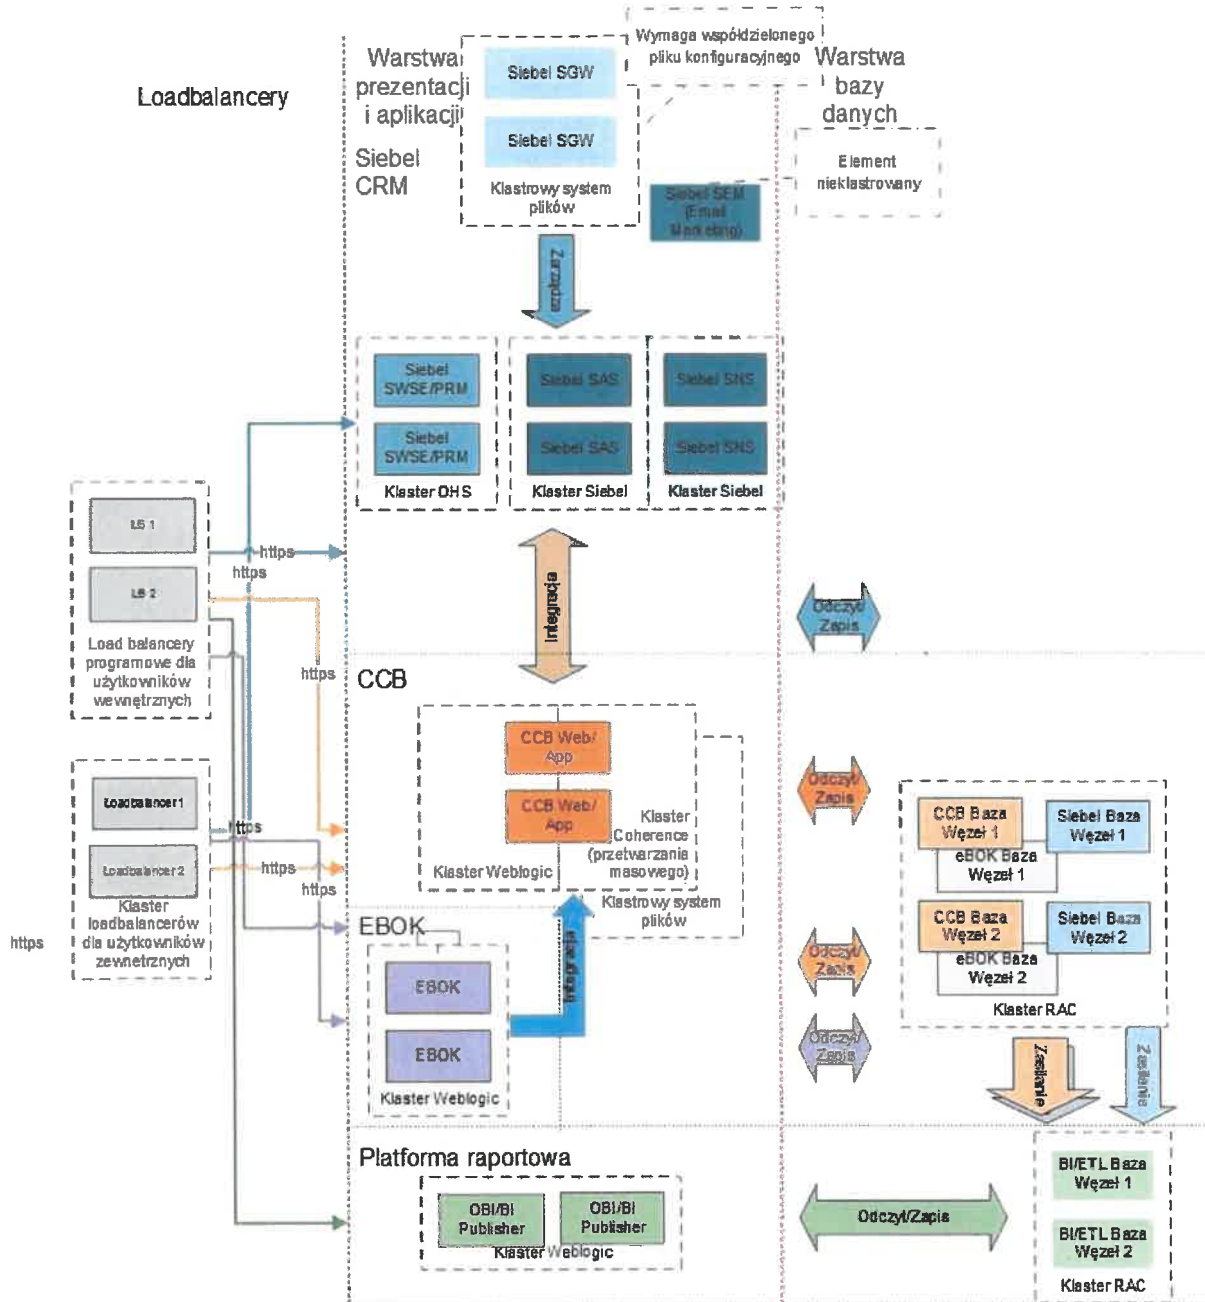 Loadbalancery
Warstwa
prezentacji
i aplikacji
Siebel
CRM
Siebel SGW
Siebel SGW
Klastrowy system
plików
Wymaga współdzielonego
pliku konfiguracyjnego
Warstwa
bazy
danych
Element
nieklastrowany
Siebel SEM
(Email
Marketing)
Zarządza
Siebel
SWSE/PRM
Siebel
SWSE/PRM
Klaster OHS
Siebel SAS
Siebel SAS
Klaster Siebel
Siebel SNS
Siebel SNS
Klaster Siebel
LB 1
LB 2
Load balancery
programowe dla
użytkowników
wewnętrznych
https
https
https
Integracja
Odczyt/
Zapis
CCB
CCB Web/
App
CCB Web/
App
Klaster Weblogic
Klaster
Coherence
(przetwarzania
masowego)
Klastrowy system
plików
Odczyt/
Zapis
Loadbalancer 1
Loadbalancer 2
Klaster
loadbalancerów
dla użytkowników
zewnetrznych
https
https
https
https
CCB Baza
Węzeł 1
Siebel Baza
Węzeł 1
eBOK Baza
Węzeł 1
CCB Baza
Węzeł 2
Siebel Baza
Węzeł 2
eBOK Baza
Węzeł 2
Klaster RAC
EBOK
EBOK
EBOK
Klaster Weblogic
Integracja
Odczyt/
Zapis
Odczyt/
Zapis
Zasilanie
Zasilanie
Platforma raportowa
OBI/BI
Publisher
OBI/BI
Publisher
Klaster Weblogic
Odczyt/Zapis
BI/ETL Baza
Węzeł 1
BI/ETL Baza
Węzeł 2
Klaster RAC